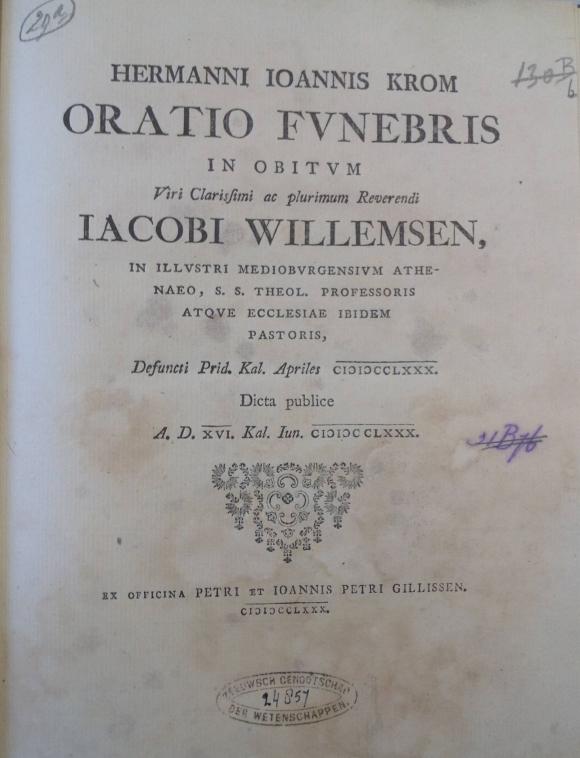 HERMANNI IOANNIS KROM
ORATIO FVNEBRIS
IN OBITVM
Viri Clarissimi ac plurimum Reverendi
IACOBI WILLEMSEN,
IN ILLVSTRI MEDIOBVRGENSIVM ATHE-
NAEO, S. S. THEOL. PROFESSORIS
ATQVE ECCLESIAE IBIDEM
PASTORIS,
Defuncti Prid. Kal. Apriles CIↃIↃCCLXXX.
Dicta publice
A. D. XVI. Kal. Iun. CIↃIↃCCLXXX.
EX OFFICINA PETRI ET IOANNIS PETRI GILLISSEN.
CIↃIↃCCLXXX.
ZEEUWSCH GENOOTSCHAP
24857
DER WETENSCHAPPEN.